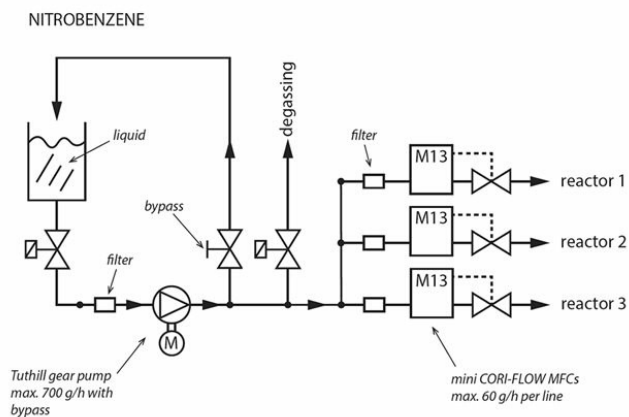 NITROBENZENE
liquid
degassing
filter
M13
reactor 1
bypass
M13
reactor 2
filter
M13
reactor 3
M
Tuthill gear pump
max. 700 g/h with
bypass
mini CORI-FLOW MFCs
max. 60 g/h per line